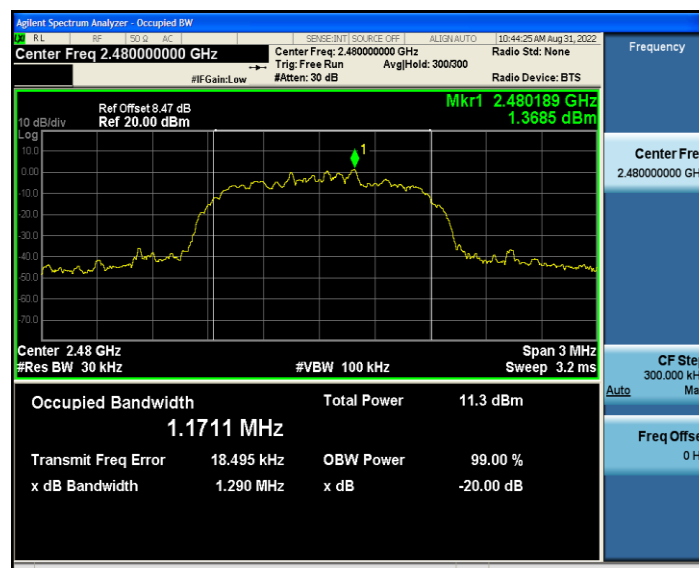 Agilent Spectrum Analyzer - Occupied BW
RL RF 50 Ω AC SENSE:INT SOURCE OFF ALIGN AUTO 10:44:25 AM Aug 31, 2022
Center Freq 2.480000000 GHz
Center Freq: 2.480000000 GHz
Radio Std: None
Trig: Free Run Avg|Hold: 300/300
#IFGain:Low
#Atten: 30 dB
Radio Device: BTS
Frequency
Ref Offset 8.47 dB
Mkr1 2.480189 GHz
10 dB/div Ref 20.00 dBm
1.3685 dBm
Log
10.0
0.00
-10.0
-20.0
-30.0
-40.0
-50.0
-60.0
-70.0
1
Center Fre
2.480000000 GH
Center 2.48 GHz
Span 3 MHz
#Res BW 30 kHz
#VBW 100 kHz
Sweep 3.2 ms
CF Ste
300.000 kH
Auto Ma
Occupied Bandwidth
Total Power 11.3 dBm
1.1711 MHz
Transmit Freq Error 18.495 kHz
OBW Power 99.00 %
x dB Bandwidth 1.290 MHz
x dB -20.00 dB
Freq Offse
0 H